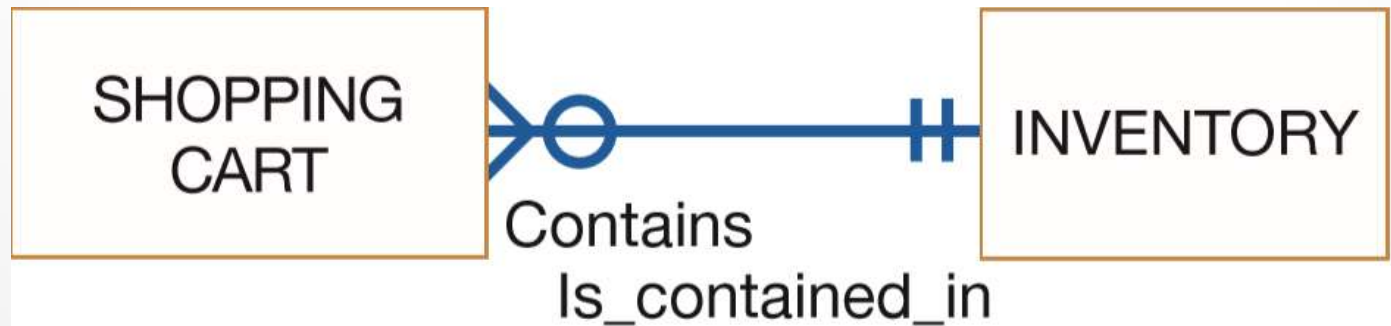 SHOPPING
CART
INVENTORY
Contains
Is_contained_in